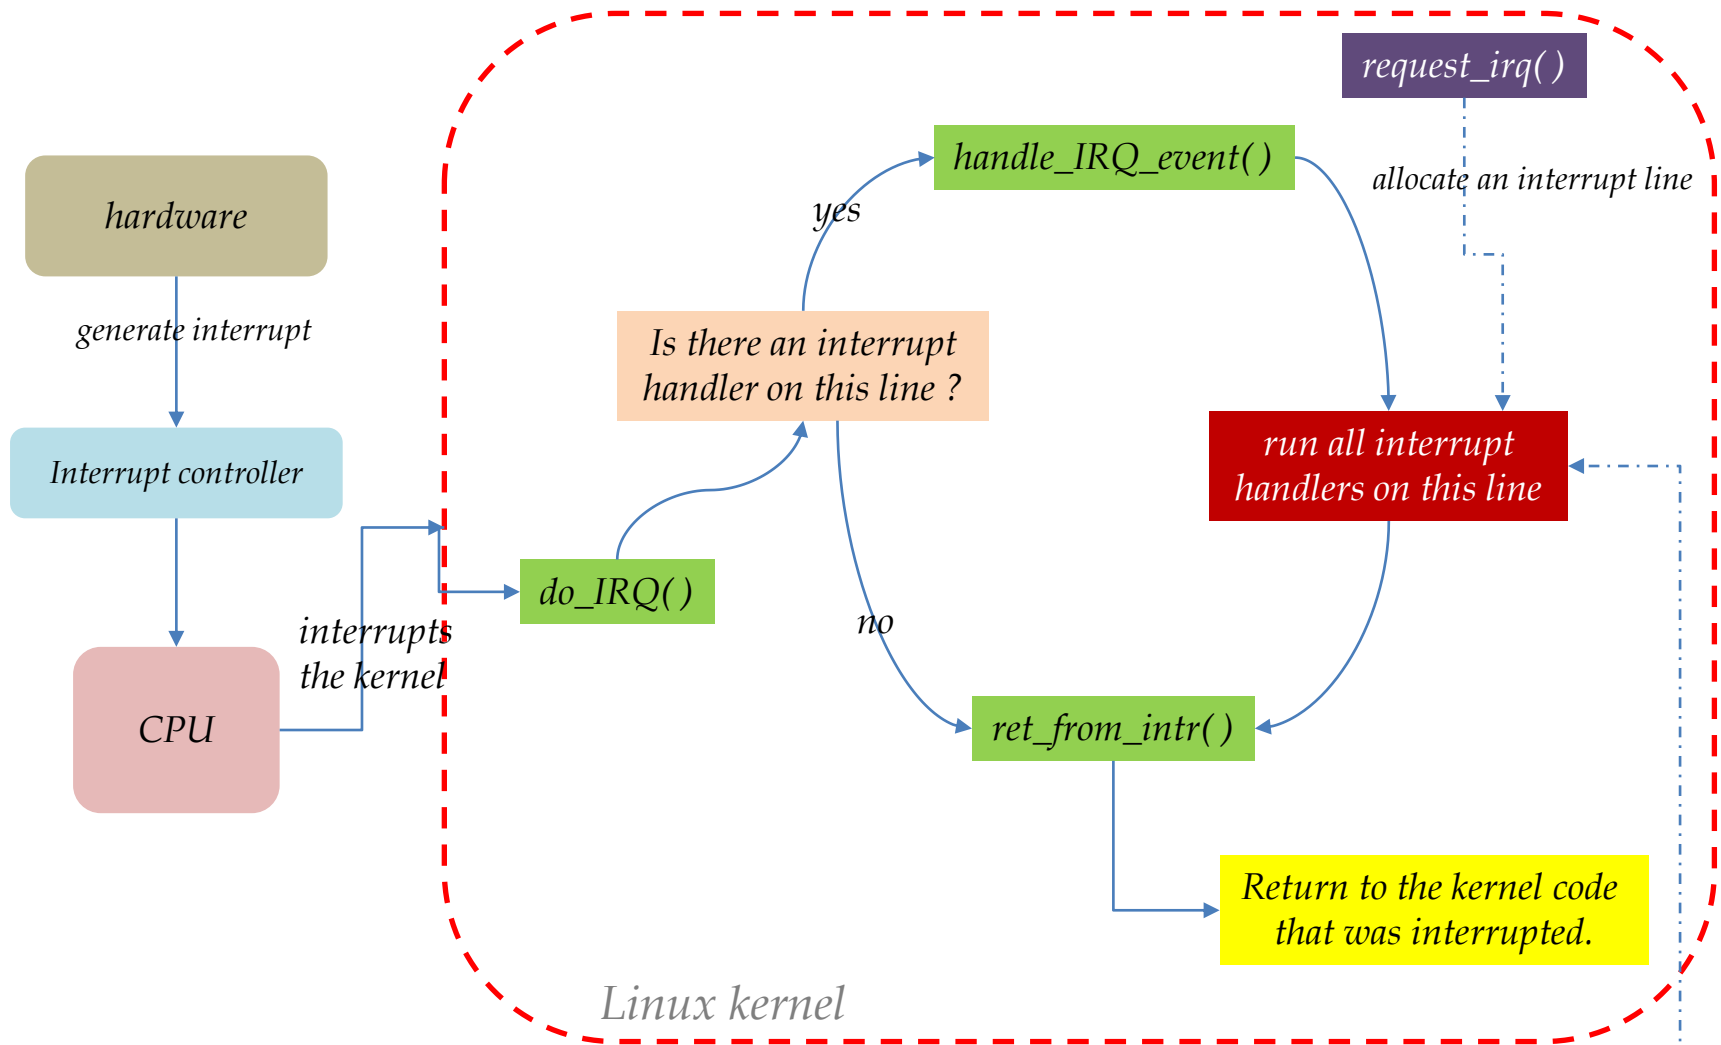 request_irq( )
handle_IRQ_event( )
allocate an interrupt line
hardware
yes
generate interrupt
Is there an interrupt
handler on this line ?
run all interrupt
handlers on this line
Interrupt controller
do_IRQ( )
interrupts
the kernel
no
CPU
ret_from_intr( )
Return to the kernel code
that was interrupted.
Linux kernel